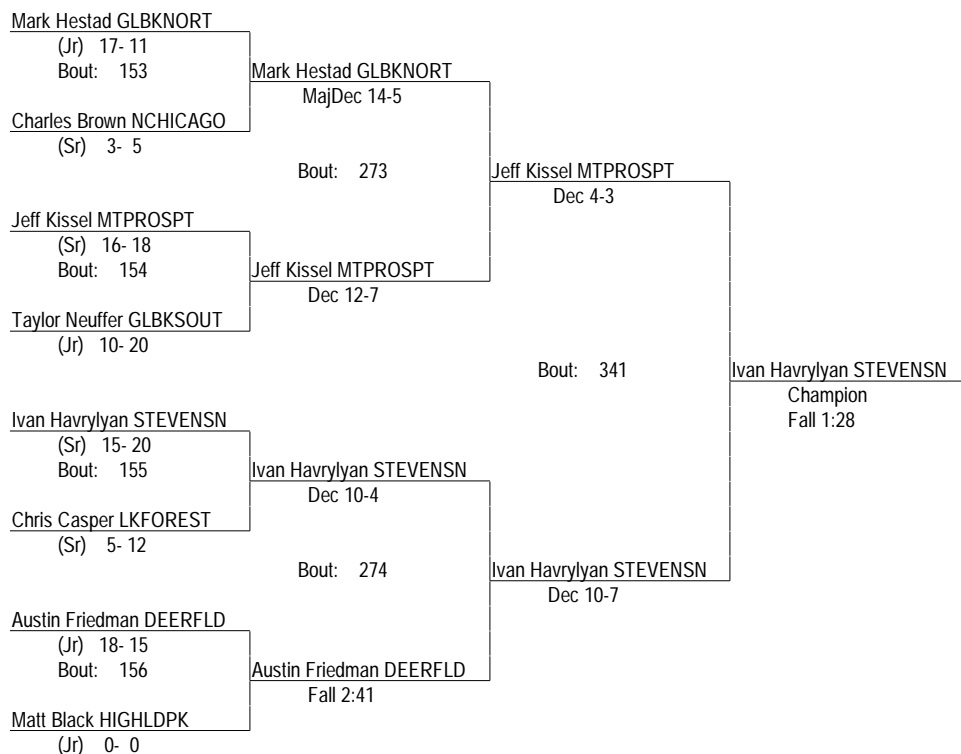 Mark Hestad GLBKNORT
(Jr) 17- 11
Bout: 153
Mark Hestad GLBKNORT
MajDec 14-5
Charles Brown NCHICAGO
(Sr) 3- 5
Bout: 273
Jeff Kissel MTPROSPT
Dec 4-3
Jeff Kissel MTPROSPT
(Sr) 16- 18
Bout: 154
Jeff Kissel MTPROSPT
Dec 12-7
Taylor Neuffer GLBKSOUT
(Jr) 10- 20
Bout: 341
Ivan Havrylyan STEVENSN
Champion
Fall 1:28
Ivan Havrylyan STEVENSN
(Sr) 15- 20
Bout: 155
Ivan Havrylyan STEVENSN
Dec 10-4
Chris Casper LKFOREST
(Sr) 5- 12
Bout: 274
Ivan Havrylyan STEVENSN
Dec 10-7
Austin Friedman DEERFLD
(Jr) 18- 15
Bout: 156
Austin Friedman DEERFLD
Fall 2:41
Matt Black HIGHLDPK
(Jr) 0- 0